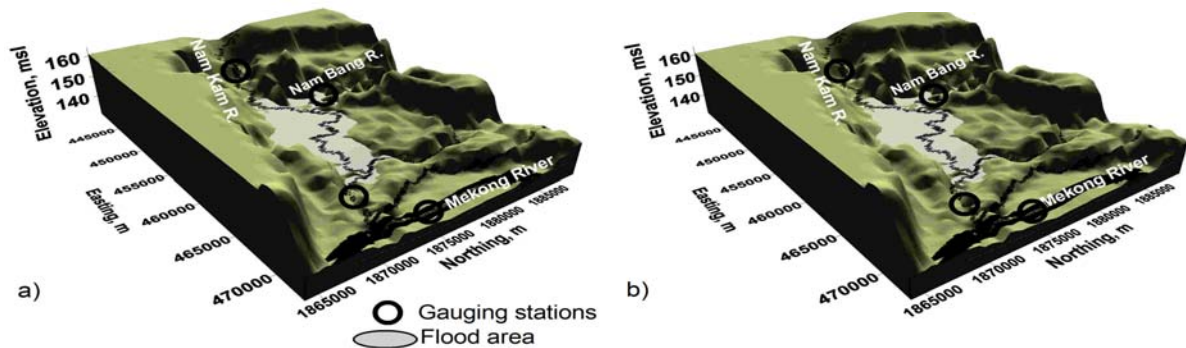 Elevation, msl
160
150
140
Nam Kam R.
Nam Bang R.
Mekong River
445000
450000
455000
460000
465000
470000
Easting, m
1865000
1870000
1875000
1880000
1885000
Northing, m
a)
Gauging stations
Flood area
Elevation, msl
160
150
140
Nam Kam R.
Nam Bang R.
Mekong River
445000
450000
455000
460000
465000
470000
Easting, m
1865000
1870000
1875000
1880000
1885000
Northing, m
b)